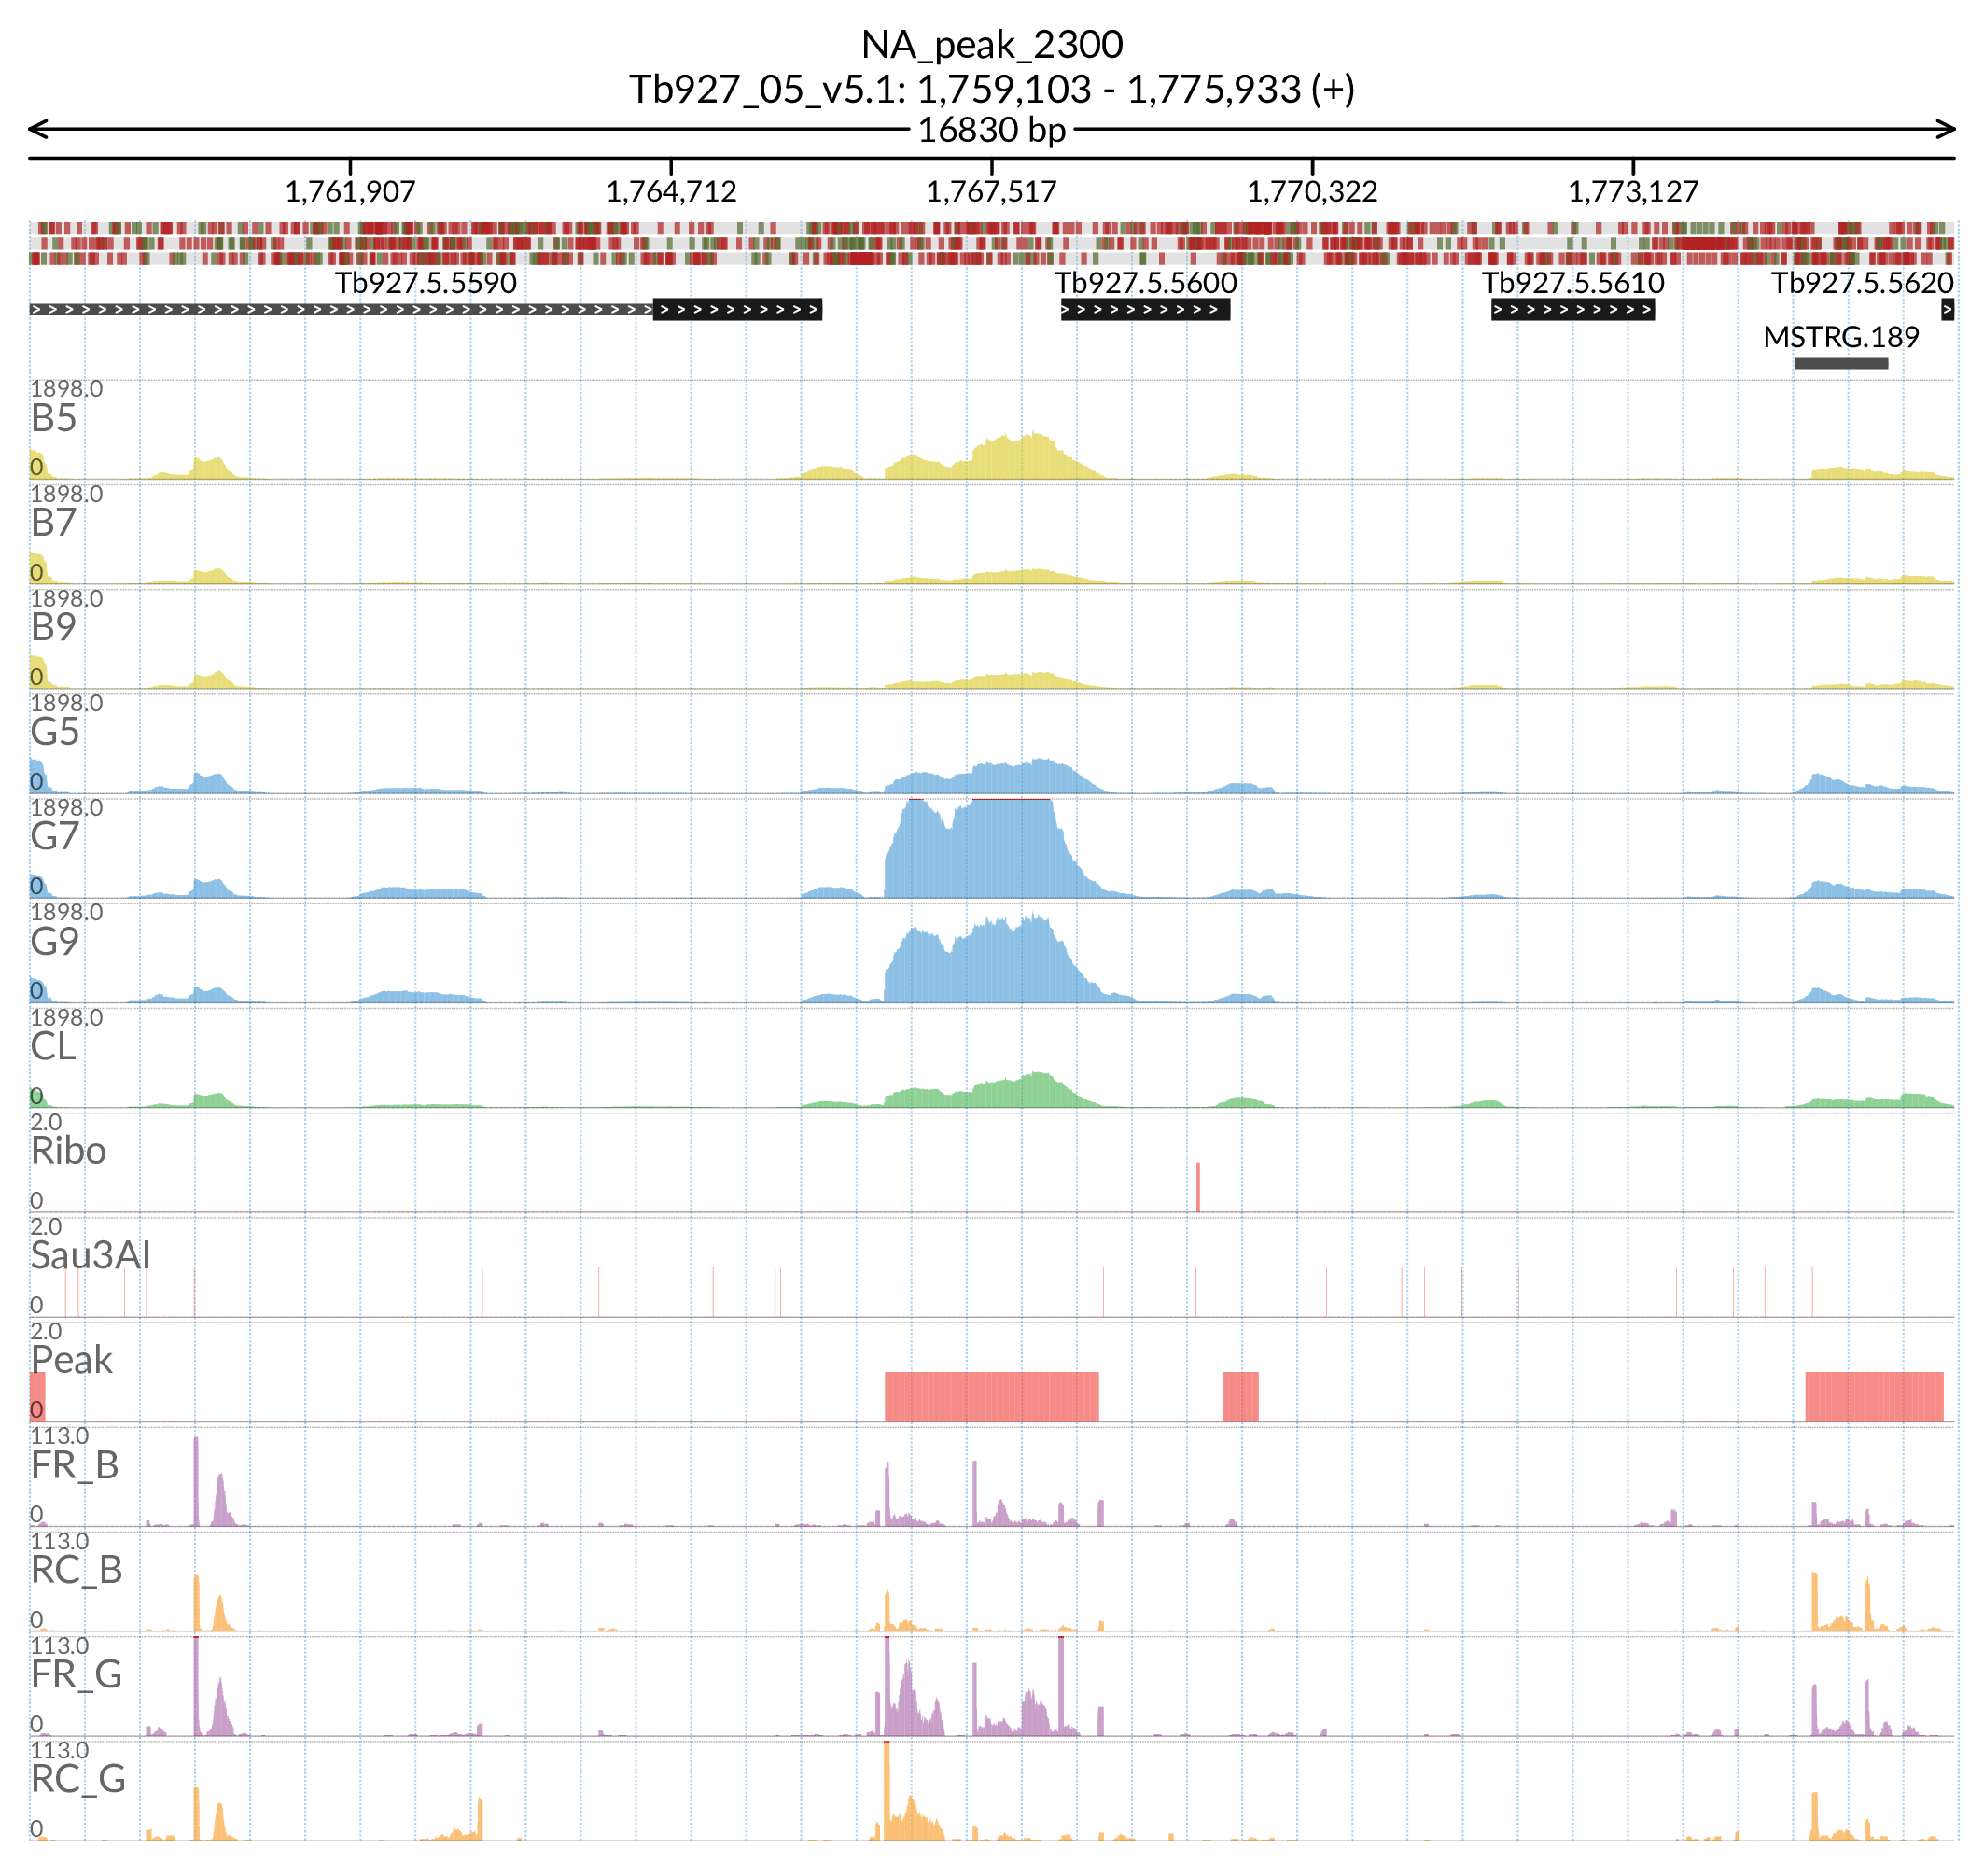 NA_peak_2300
Tb927_05_v5.1: 1,759,103 - 1,775,933 (+)
16830 bp
1,761,907 1,764,712 1,767,517 1,770,322 1,773,127
Tb927.5.5590 Tb927.5.5600 Tb927.5.5610 Tb927.5.5620
MSTRG.189
1898.0
B5
0
1898.0
B7
0
1898.0
B9
0
1898.0
G5
0
1898.0
G7
0
1898.0
G9
0
1898.0
CL
0
2.0
Ribo
0
2.0
Sau3AI
0
2.0
Peak
0
113.0
FR_B
0
113.0
RC_B
0
113.0
FR_G
0
113.0
RC_G
0